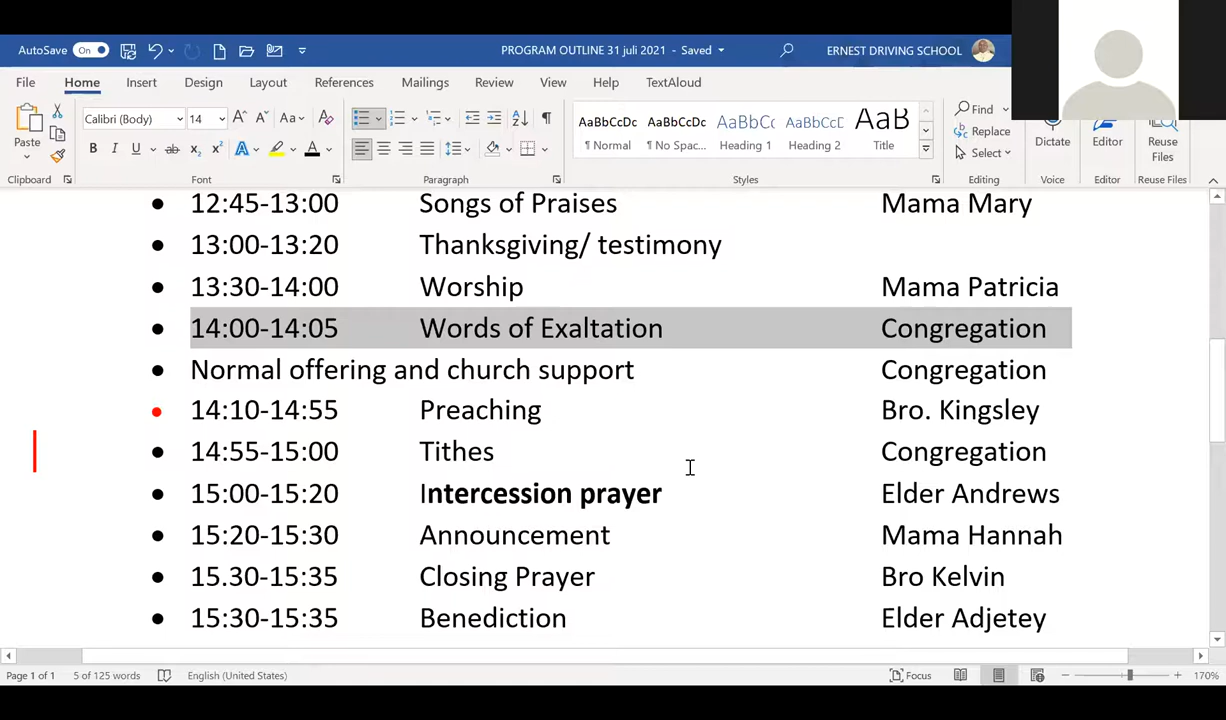 AutoSave On PROGRAM OUTLINE 31 juli 2021 - Saved ERNEST DRIVING SCHOOL
File Home Insert Design Layout References Mailings Review View Help TextAloud
Paste Calibri (Body) 14 A A Aa
B I U ab x₂ x² A A
AaBbCcDc AaBbCcDc AaBbCc AaBbCcD AaB
¶ Normal ¶ No Spac... Heading 1 Heading 2 Title
Find
Replace
Select
Dictate Editor Reuse Files
Clipboard Font Paragraph Styles Editing Voice Editor Reuse Files
• 12:45-13:00 Songs of Praises Mama Mary
• 13:00-13:20 Thanksgiving/ testimony
• 13:30-14:00 Worship Mama Patricia
• 14:00-14:05 Words of Exaltation Congregation
• Normal offering and church support Congregation
• 14:10-14:55 Preaching Bro. Kingsley
• 14:55-15:00 Tithes Congregation
• 15:00-15:20 Intercession prayer Elder Andrews
• 15:20-15:30 Announcement Mama Hannah
• 15.30-15:35 Closing Prayer Bro Kelvin
• 15:30-15:35 Benediction Elder Adjetey
Page 1 of 1 5 of 125 words English (United States) Focus 170%